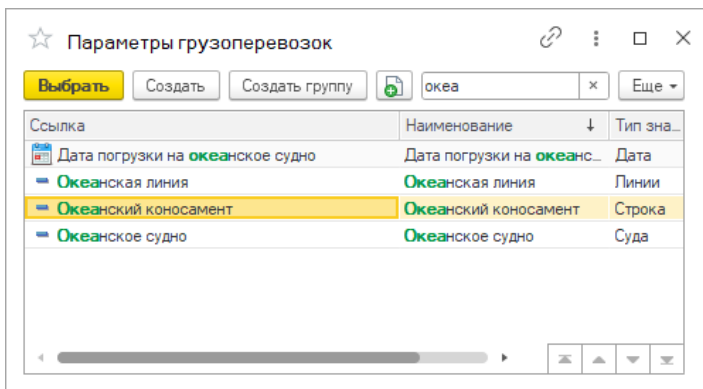 Параметры грузоперевозок
Выбрать Создать Создать группу океа × Еще
Ссылка Наименование ↓ Тип зна...
Дата погрузки на океанское судно Дата погрузки на океанс... Дата
Океанская линия Океанская линия Линии
Океанский коносамент Океанский коносамент Строка
Океанское судно Океанское судно Суда